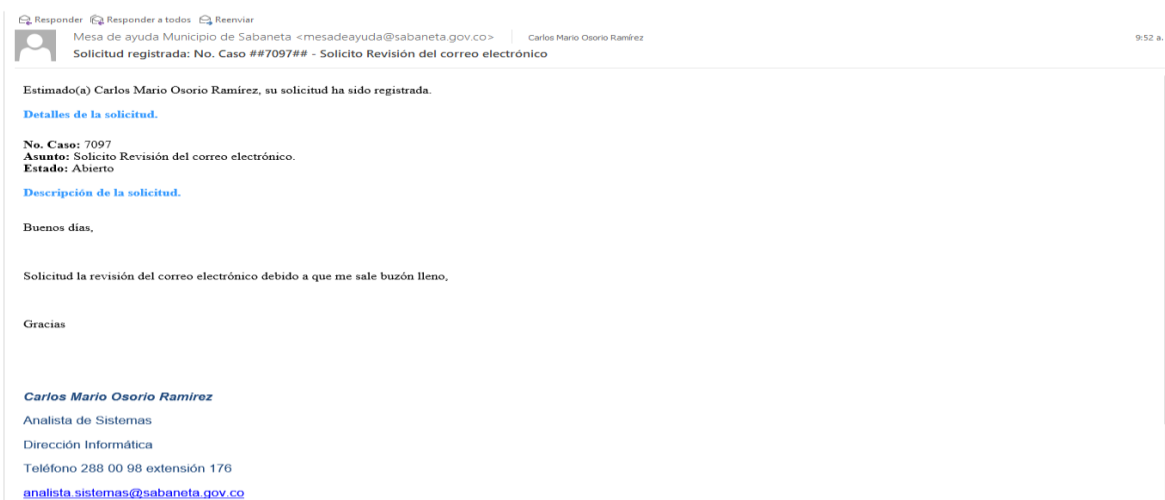 Responder Responder a todos Reenviar
Mesa de ayuda Municipio de Sabaneta <mesadeayuda@sabaneta.gov.co> Carlos Mario Osorio Ramírez 9:52 a.
Solicitud registrada: No. Caso ##7097## - Solicito Revisión del correo electrónico
Estimado(a) Carlos Mario Osorio Ramírez, su solicitud ha sido registrada.
Detalles de la solicitud.
No. Caso: 7097
Asunto: Solicito Revisión del correo electrónico.
Estado: Abierto
Descripción de la solicitud.
Buenos días,
Solicitud la revisión del correo electrónico debido a que me sale buzón lleno,
Gracias
Carlos Mario Osorio Ramirez
Analista de Sistemas
Dirección Informática
Teléfono 288 00 98 extensión 176
analista.sistemas@sabaneta.gov.co